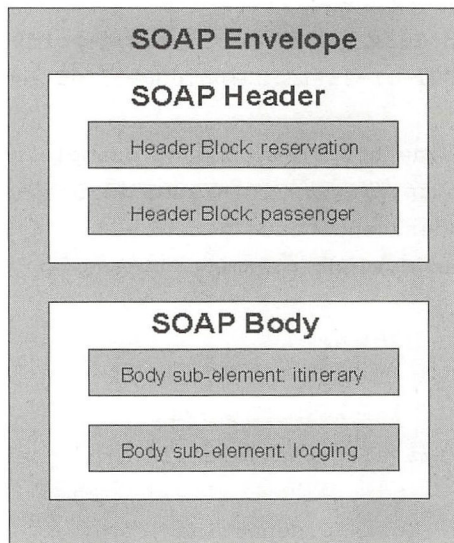 SOAP Envelope
SOAP Header
Header Block: reservation
Header Block: passenger
SOAP Body
Body sub-element: itinerary
Body sub-element: lodging